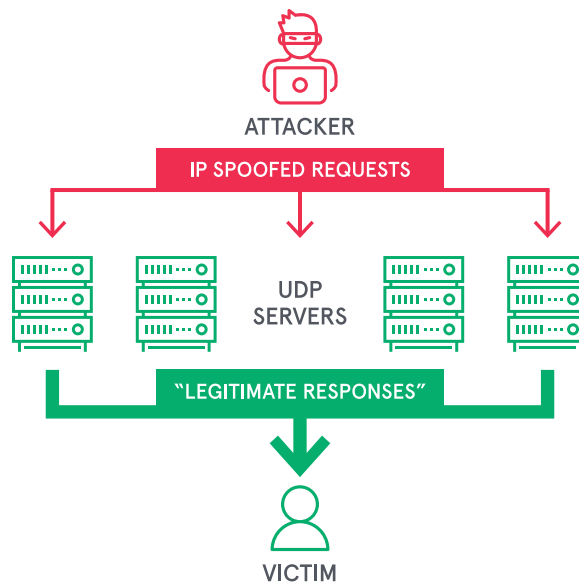 ATTACKER
IP SPOOFED REQUESTS
UDP
SERVERS
“LEGITIMATE RESPONSES”
VICTIM